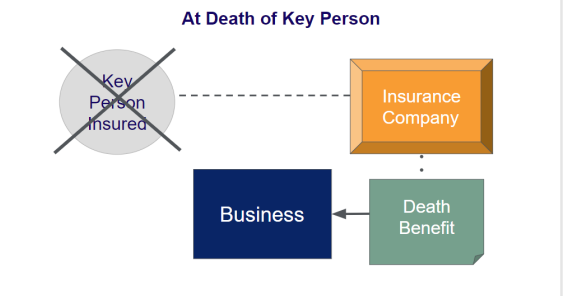 At Death of Key Person
Key
Person
Insured
Insurance
Company
Business
Death
Benefit